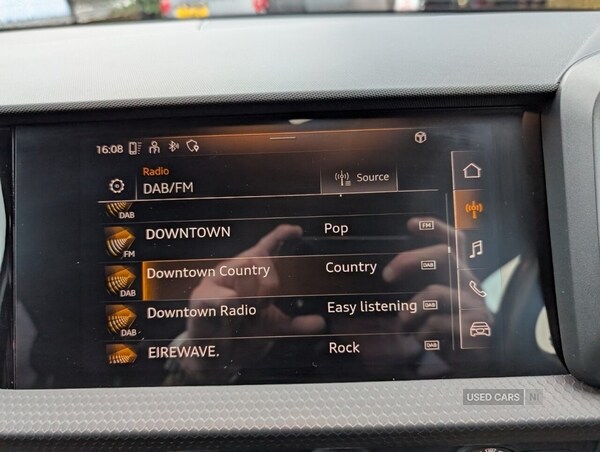 16:08
Radio
DAB/FM
Source
DAB
DOWNTOWN Pop FM
FM
Downtown Country Country DAB
DAB
Downtown Radio Easy listening DAB
DAB
EIREWAVE. Rock DAB
USED CARS NI